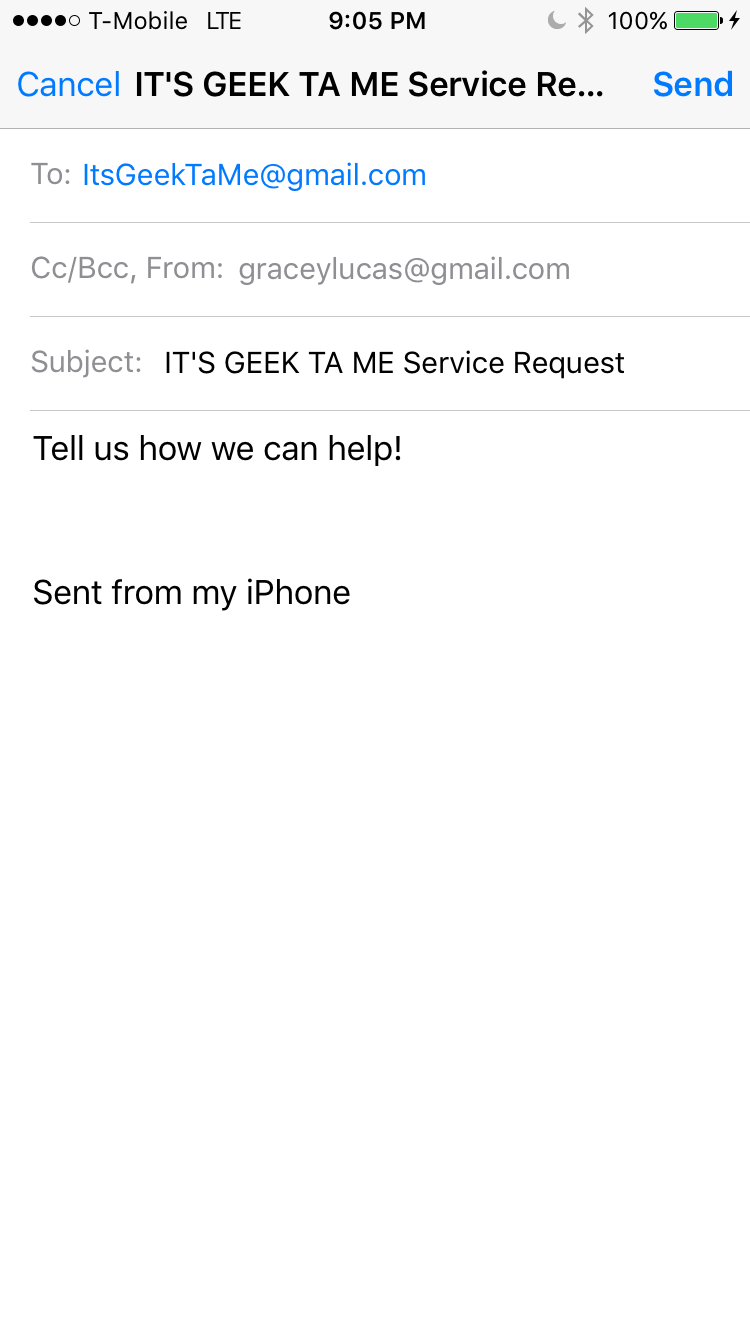 T-Mobile LTE 9:05 PM 100%
Cancel IT'S GEEK TA ME Service Re... Send
To: ItsGeekTaMe@gmail.com
Cc/Bcc, From: graceylucas@gmail.com
Subject: IT'S GEEK TA ME Service Request
Tell us how we can help!
Sent from my iPhone